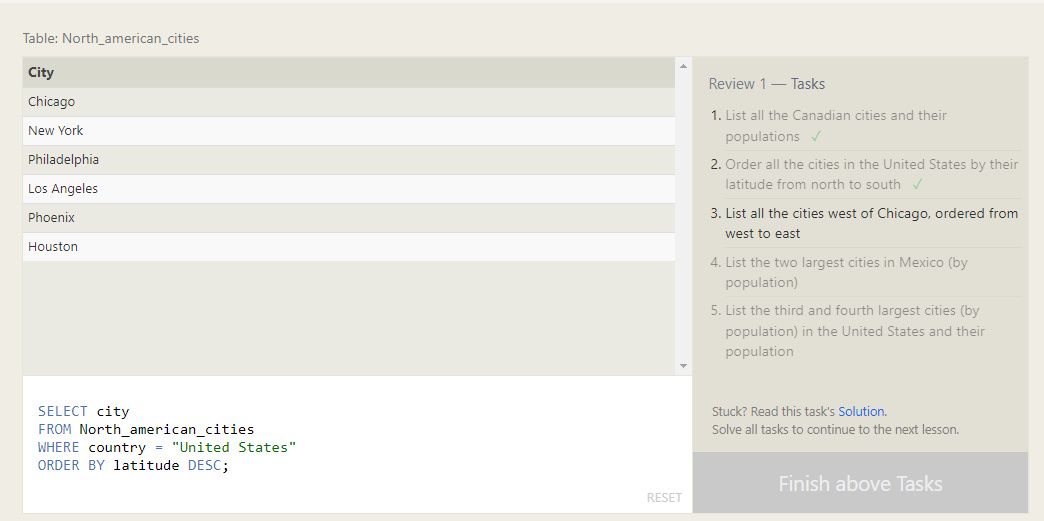 Table: North_american_cities
City
Chicago
New York
Philadelphia
Los Angeles
Phoenix
Houston
SELECT city
FROM North_american_cities
WHERE country = "United States"
ORDER BY latitude DESC;
RESET
Review 1 — Tasks
1. List all the Canadian cities and their
populations ✓
2. Order all the cities in the United States by their
latitude from north to south ✓
3. List all the cities west of Chicago, ordered from
west to east
4. List the two largest cities in Mexico (by
population)
5. List the third and fourth largest cities (by
population) in the United States and their
population
Stuck? Read this task's Solution.
Solve all tasks to continue to the next lesson.
Finish above Tasks